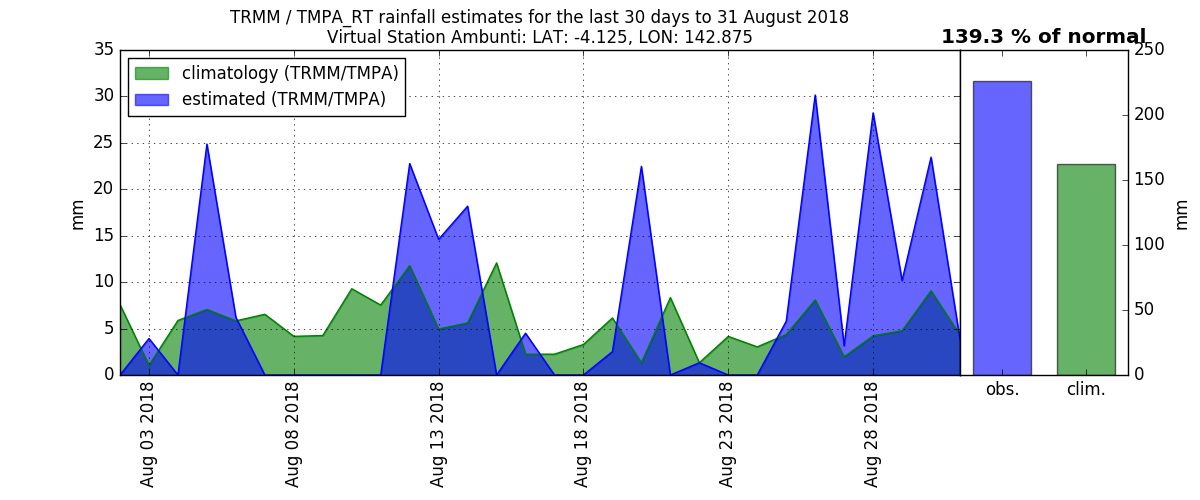 TRMM / TMPA_RT rainfall estimates for the last 30 days to 31 August 2018
Virtual Station Ambunti: LAT: -4.125, LON: 142.875
139.3 % of normal
climatology (TRMM/TMPA)
estimated (TRMM/TMPA)
35
30
25
20
15
10
5
0
mm
250
200
150
100
50
0
mm
obs.
clim.
Aug 03 2018
Aug 08 2018
Aug 13 2018
Aug 18 2018
Aug 23 2018
Aug 28 2018